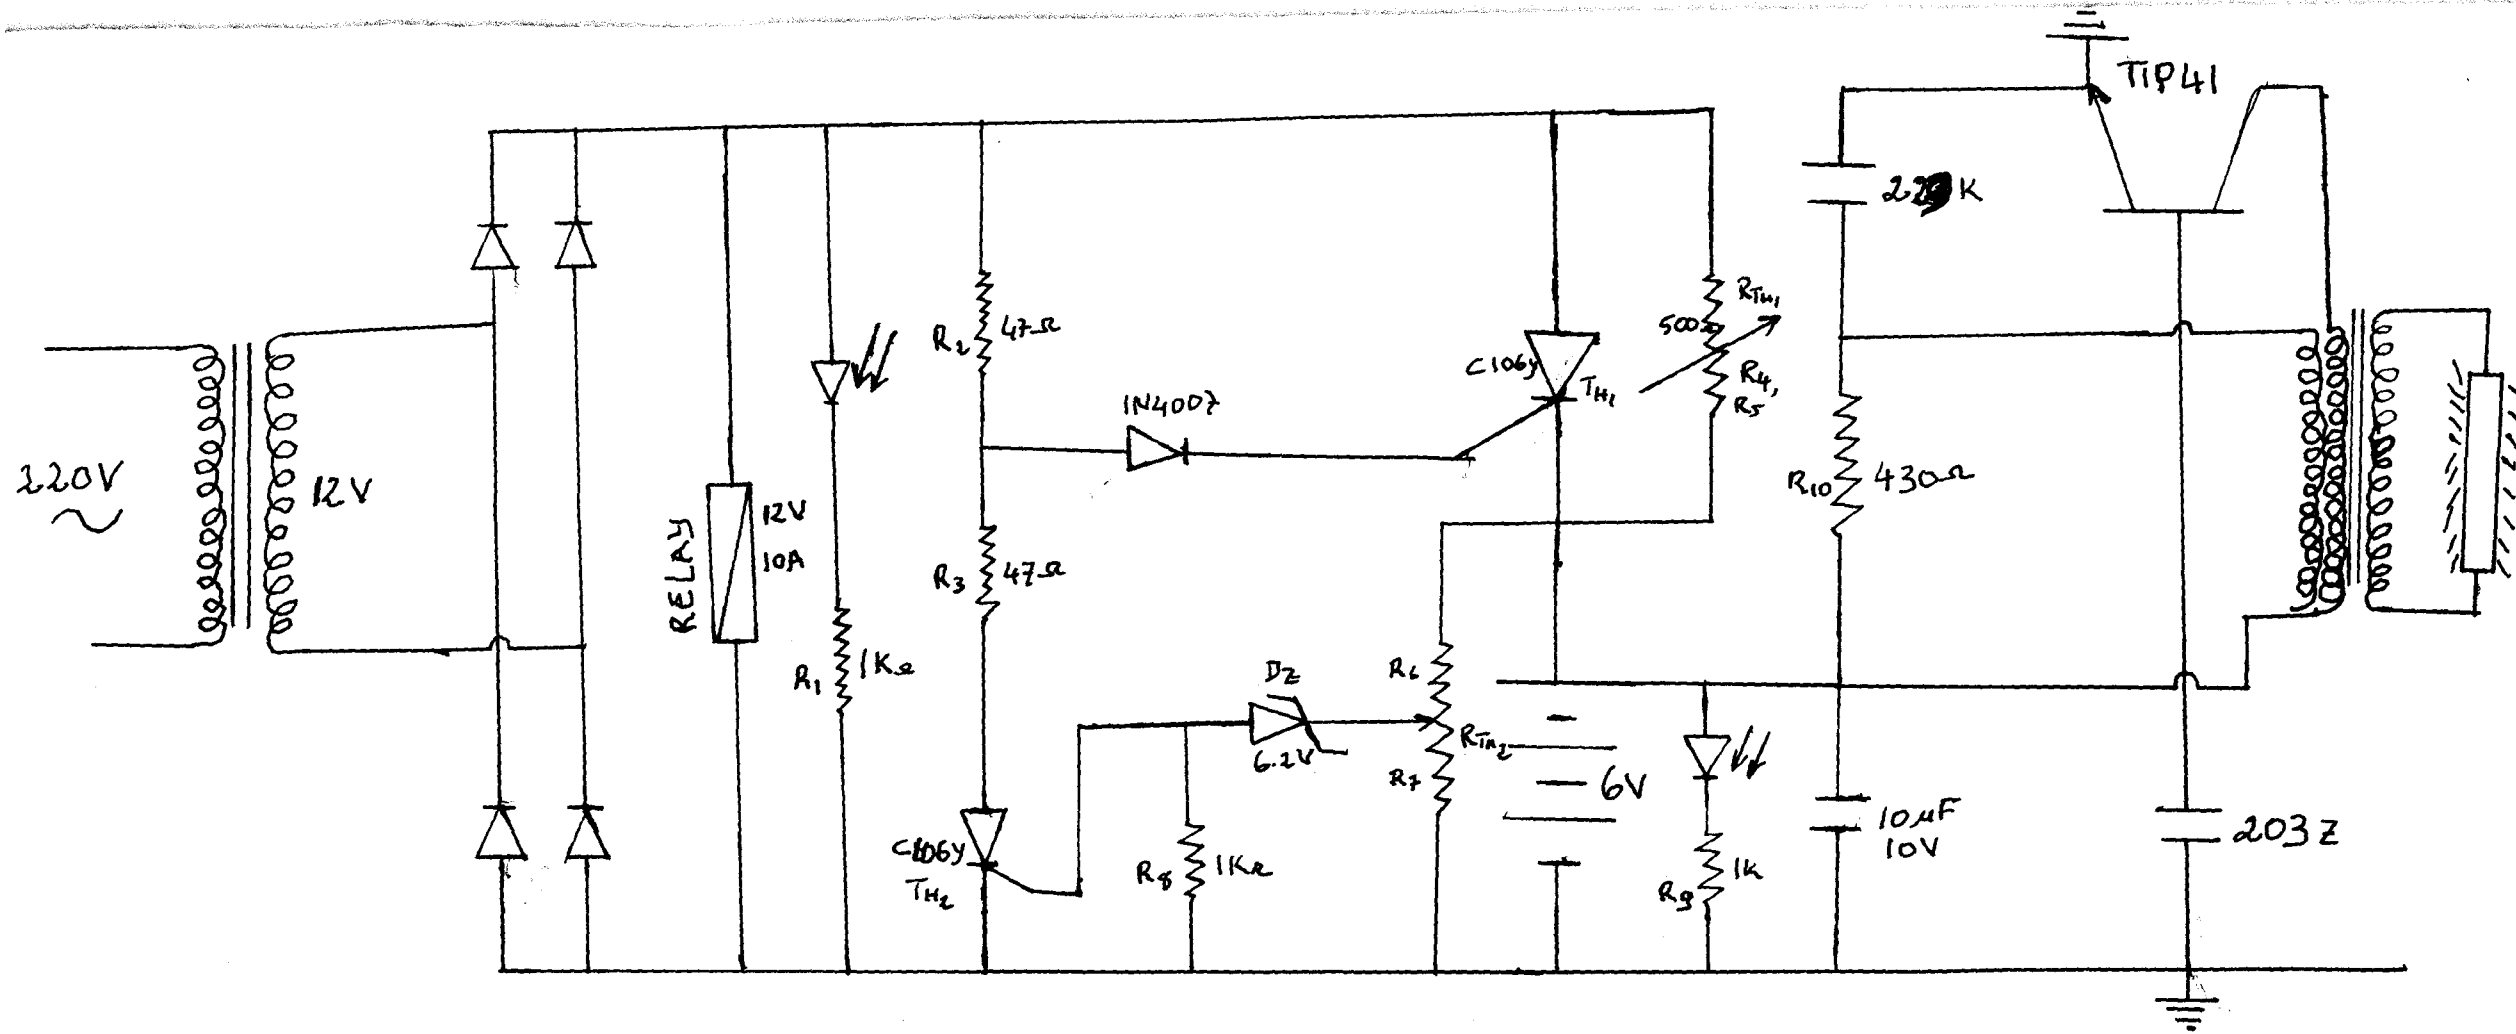 220V
12V
RELAY
12V
10A
R1
1KΩ
R2
47Ω
R3
47Ω
C106y
TH2
1N4007
DZ
6.2V
R8
1KΩ
C106y
TH1
RTH1
500Ω
R4,
R5
R6
RTH2
R7
6V
R9
1K
R10
430Ω
10µF
10V
TIP41
203Z